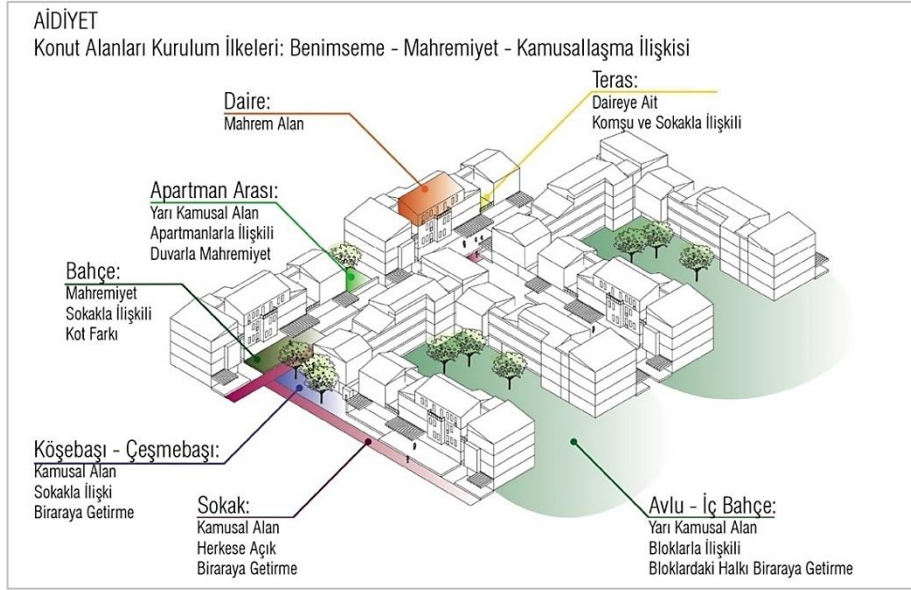 AİDİYET
Konut Alanları Kurulum İlkeleri: Benimseme - Mahremiyet - Kamusallaşma İlişkisi
Teras:
Daireye Ait
Komşu ve Sokakla İlişkili
Daire:
Mahrem Alan
Apartman Arası:
Yarı Kamusal Alan
Apartmanlarla İlişkili
Duvarla Mahremiyet
Bahçe:
Mahremiyet
Sokakla İlişkili
Kot Farkı
Köşebaşı - Çeşmebaşı:
Kamusal Alan
Sokakla İlişki
Biraraya Getirme
Sokak:
Kamusal Alan
Herkese Açık
Biraraya Getirme
Avlu - İç Bahçe:
Yarı Kamusal Alan
Bloklarla İlişkili
Bloklardaki Halkı Biraraya Getirme